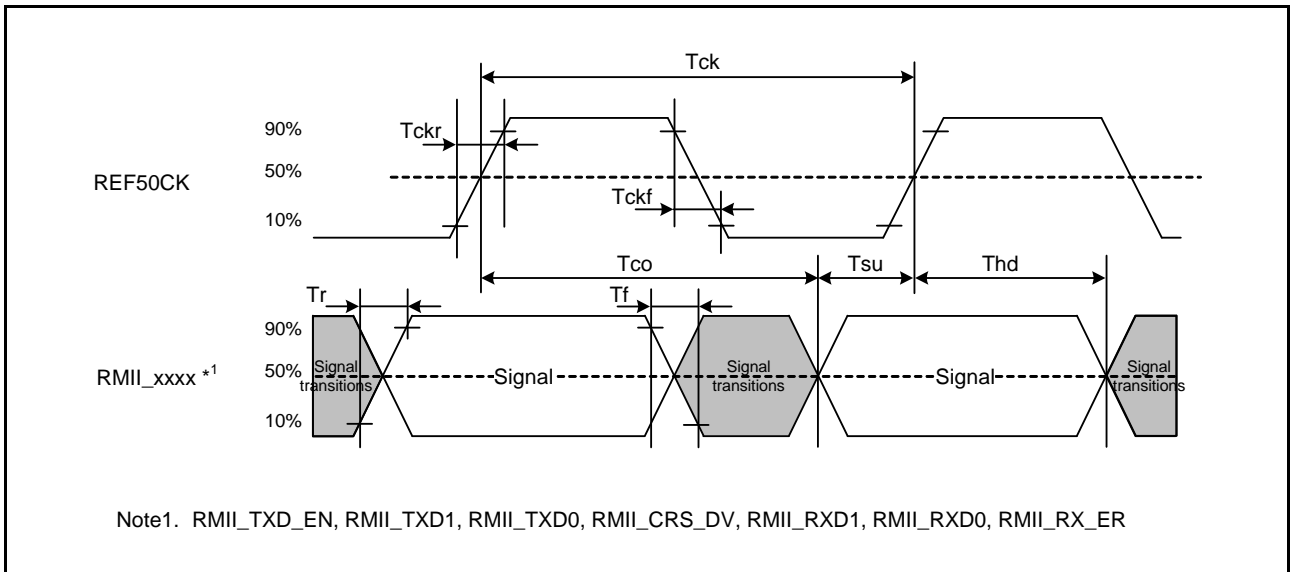 Tck
Tckr
90%
REF50CK
50%
Tckf
10%
Tco
Tsu
Thd
Tr
Tf
90%
RMII_xxxx *1
50%
Signal
transitions
Signal
Signal
transitions
Signal
Signal
transitions
10%
Note1. RMII_TXD_EN, RMII_TXD1, RMII_TXD0, RMII_CRS_DV, RMII_RXD1, RMII_RXD0, RMII_RX_ER